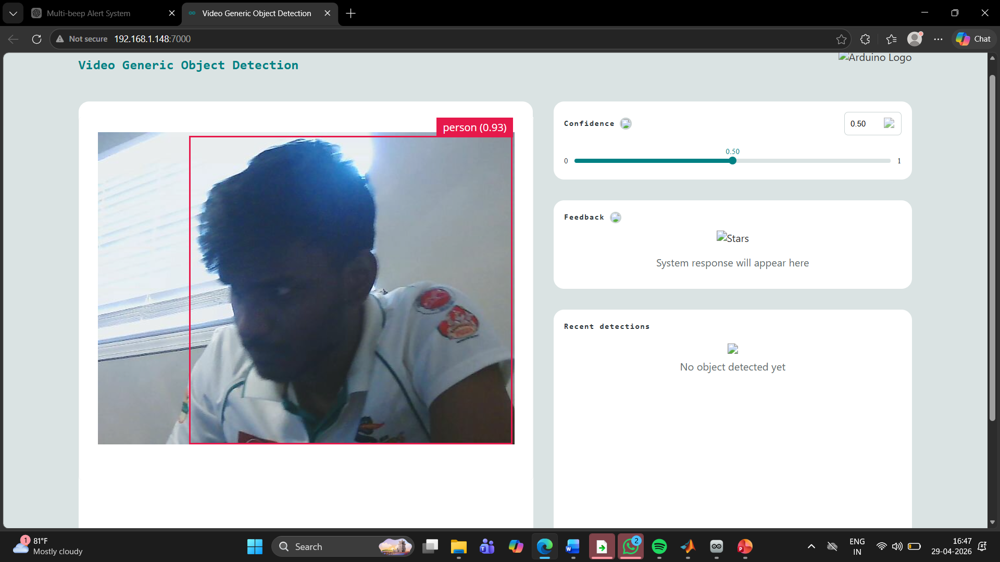 Multi-beep Alert System
Video Generic Object Detection
Not secure
192.168.1.148:7000
Chat
Video Generic Object Detection
Arduino Logo
person (0.93)
Confidence
0.50
0.50
0
1
Feedback
Stars
System response will appear here
Recent detections
No object detected yet
1
81°F
Mostly cloudy
Search
T
W
2
P
ENG
IN
16:47
29-04-2026